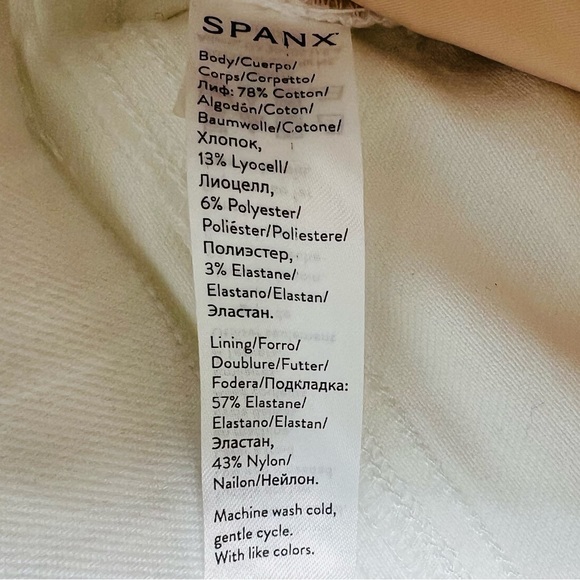 SPANX
Body/Cuerpo/
Corps/Corpetto/
Лиф: 78% Cotton/
Algodón/Coton/
Baumwolle/Cotone/
Хлопок,
13% Lyocell/
Лиоцелл,
6% Polyester/
Poliéster/Poliestere/
Полиэстер,
3% Elastane/
Elastano/Elastan/
Эластан.
Lining/Forro/
Doublure/Futter/
Fodera/Подкладка:
57% Elastane/
Elastano/Elastan/
Эластан,
43% Nylon/
Nailon/Нейлон.
Machine wash cold,
gentle cycle.
With like colors.